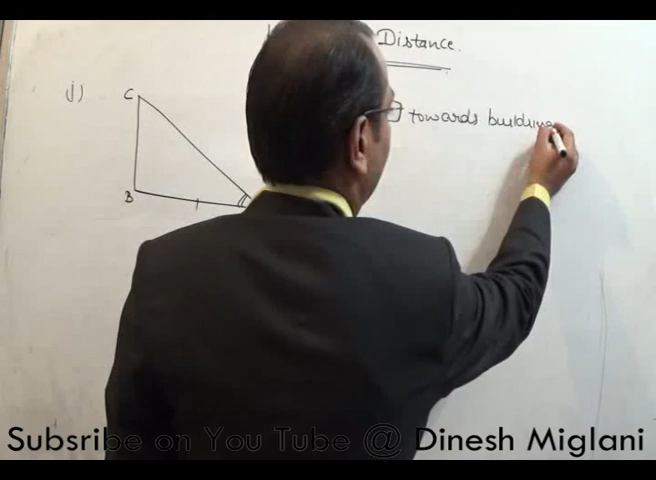 Distance.
(j)
C
towards building
B
Subsribe on You Tube @ Dinesh Miglani